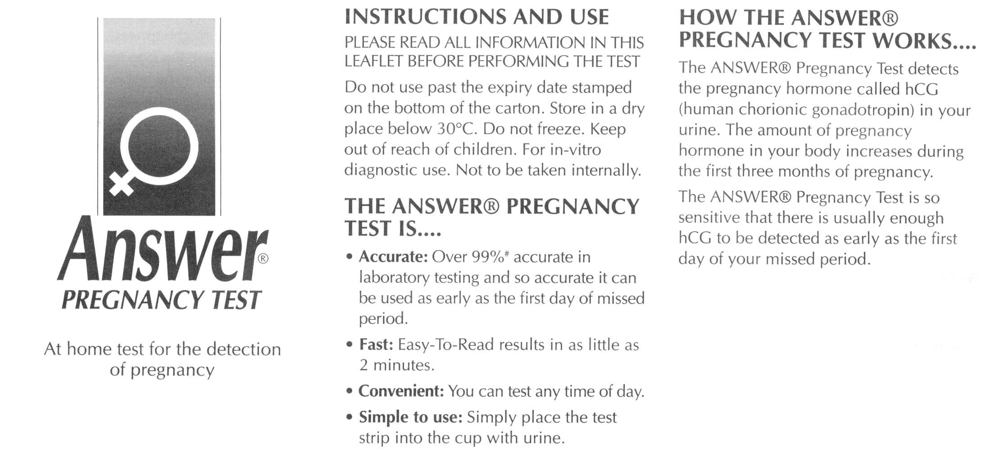 Answer®
PREGNANCY TEST
At home test for the detection
of pregnancy
INSTRUCTIONS AND USE
PLEASE READ ALL INFORMATION IN THIS
LEAFLET BEFORE PERFORMING THE TEST
Do not use past the expiry date stamped
on the bottom of the carton. Store in a dry
place below 30°C. Do not freeze. Keep
out of reach of children. For in-vitro
diagnostic use. Not to be taken internally.
THE ANSWER® PREGNANCY
TEST IS....
• Accurate: Over 99%# accurate in
laboratory testing and so accurate it can
be used as early as the first day of missed
period.
• Fast: Easy-To-Read results in as little as
2 minutes.
• Convenient: You can test any time of day.
• Simple to use: Simply place the test
strip into the cup with urine.
HOW THE ANSWER®
PREGNANCY TEST WORKS....
The ANSWER® Pregnancy Test detects
the pregnancy hormone called hCG
(human chorionic gonadotropin) in your
urine. The amount of pregnancy
hormone in your body increases during
the first three months of pregnancy.
The ANSWER® Pregnancy Test is so
sensitive that there is usually enough
hCG to be detected as early as the first
day of your missed period.